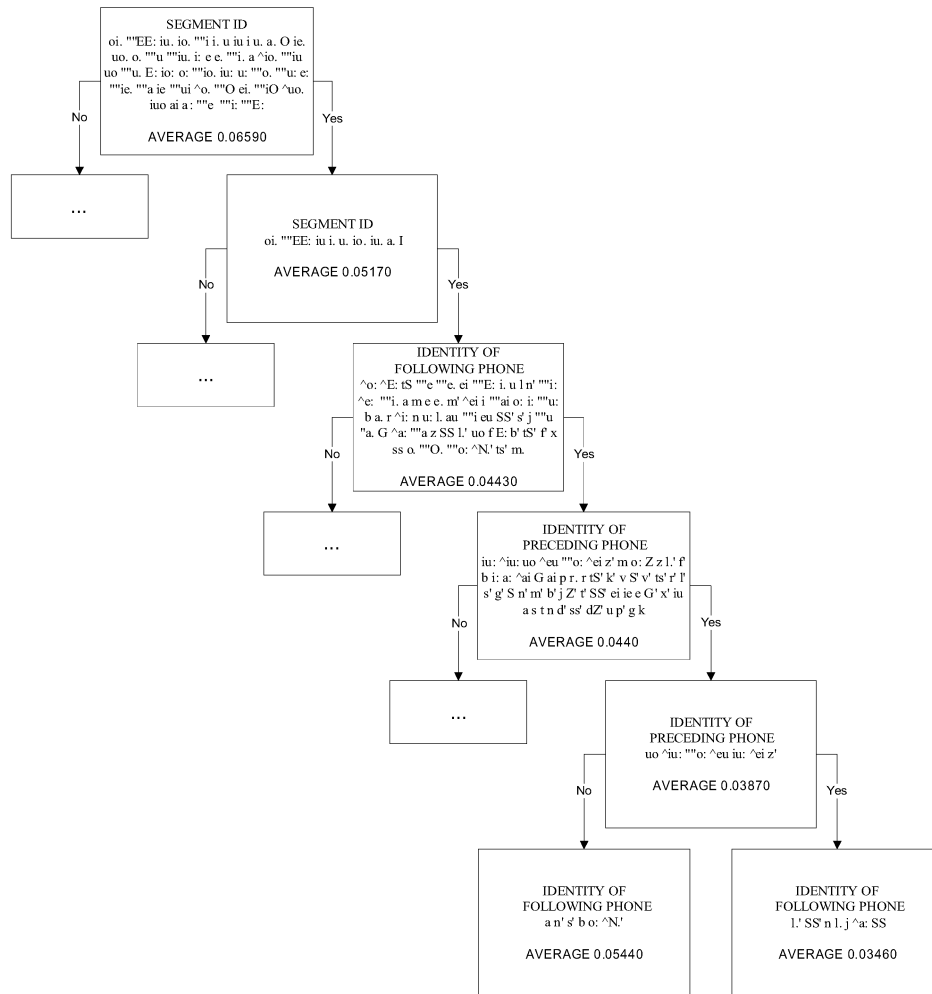 SEGMENT ID
oi. ""EE: iu. io. ""i i. u iu i u. a. O ie.
uo. o. ""u ""iu. i: e e. ""i. a ^io. ""iu
uo ""u. E: io: o: ""io. iu: u: ""o. ""u: e:
""ie. ""a ie ""ui ^o. ""O ei. ""iO ^uo.
iuo ai a: ""e ""i: ""E:
AVERAGE 0.06590
No
Yes
...
SEGMENT ID
oi. ""EE: iu i. u. io. iu. a. I
AVERAGE 0.05170
No
Yes
...
IDENTITY OF
FOLLOWING PHONE
^o: ^E: tS ""e ""e. ei ""E: i. u l n' ""i:
^e: ""i. a m e e. m' ^ei i ""ai o: i: ""u:
b a. r ^i: n u: l. au ""i eu SS' s' j ""u
"a. G ^a: ""a z SS l.' uo f E: b' tS' f' x
ss o. ""O. ""o: ^N.' ts' m.
AVERAGE 0.04430
No
Yes
...
IDENTITY OF
PRECEDING PHONE
iu: ^iu: uo ^eu ""o: ^ei z' m o: Z z l.' f'
b i: a: ^ai G ai p r. r tS' k' v S' v' ts' r' l'
s' g' S n' m' b' j Z' t' SS' ei ie e G' x' iu
a s t n d' ss' dZ' u p' g k
AVERAGE 0.0440
No
Yes
...
IDENTITY OF
PRECEDING PHONE
uo ^iu: ""o: ^eu iu: ^ei z'
AVERAGE 0.03870
No
Yes
IDENTITY OF
FOLLOWING PHONE
a n' s' b o: ^N.'
AVERAGE 0.05440
IDENTITY OF
FOLLOWING PHONE
l.' SS' n l. j ^a: SS
AVERAGE 0.03460